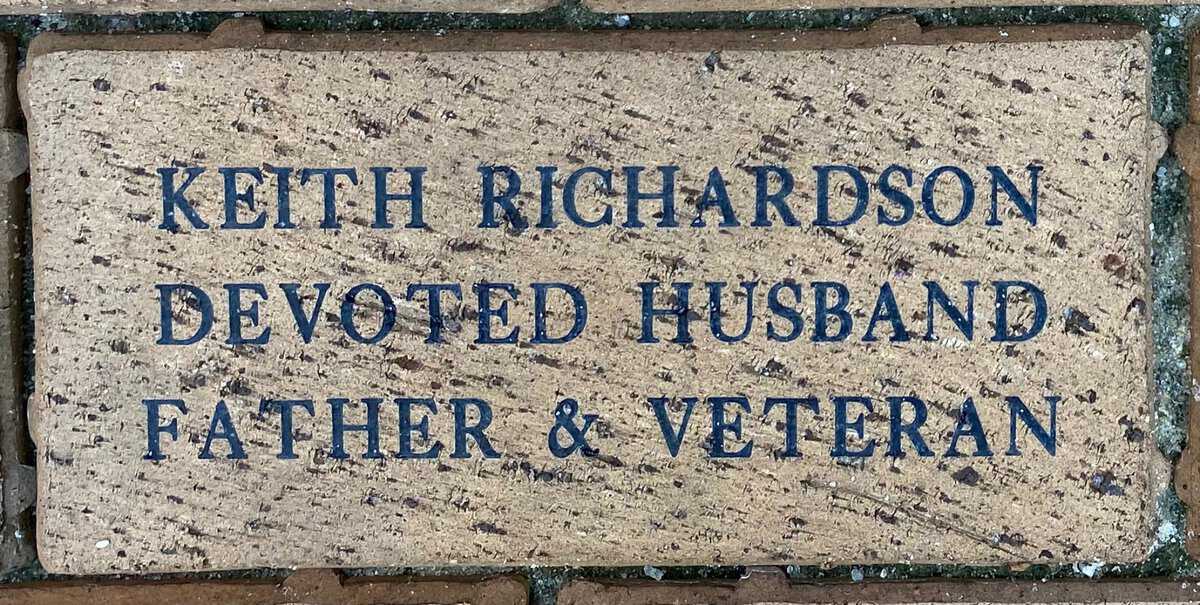 KEITH RICHARDSON
DEVOTED HUSBAND
FATHER & VETERAN